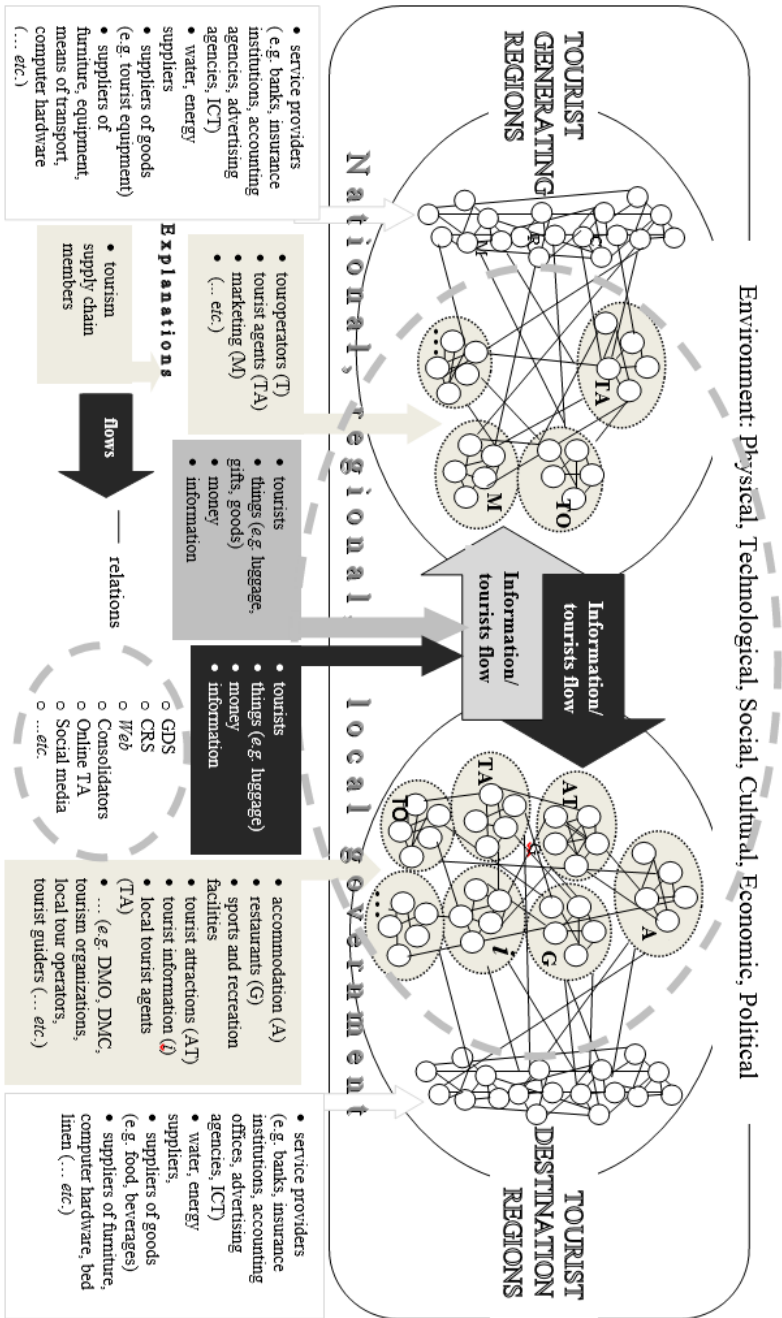 Environment: Physical, Technological, Social, Cultural, Economic, Political
TOURIST
GENERATING
REGIONS
TOURIST
DESTINATION
REGIONS
C
R
M
TA
TO
M
...
Information/
tourists flow
Information/
tourists flow
A
AT
G
TA
i
TO
...
National, regional, local government
• service providers
( e.g. banks, insurance
institutions, accounting
agencies, advertising
agencies, ICT)
• water, energy
suppliers
• suppliers of goods
(e.g. tourist equipment)
• suppliers of
furniture, equipment,
means of transport,
computer hardware
(… etc.)
• touroperators (T)
• tourist agents (TA)
• marketing (M)
• (… etc.)
• tourists
• things (e.g. luggage,
gifts, goods)
• money
• information
• tourists
• things (e.g. luggage)
• money
• information
• accommodation (A)
• restaurants (G)
• sports and recreation
facilities
• tourist attractions (AT)
• tourist information (i)
• local tourist agents
(TA)
• … (e.g. DMO, DMC,
tourism organizations,
local tour operators,
tourist guiders (… etc.)
• service providers
(e.g. banks, insurance
institutions, accounting
offices, advertising
agencies, ICT)
• water, energy
suppliers,
• suppliers of goods
(e.g. food, beverages)
• suppliers of furniture,
computer hardware, bed
linen (… etc.)
Explanations
• tourism
supply chain
members
flows
relations
○ GDS
○ CRS
○ Web
○ Consolidators
○ Online TA
○ Social media
○ ...etc.